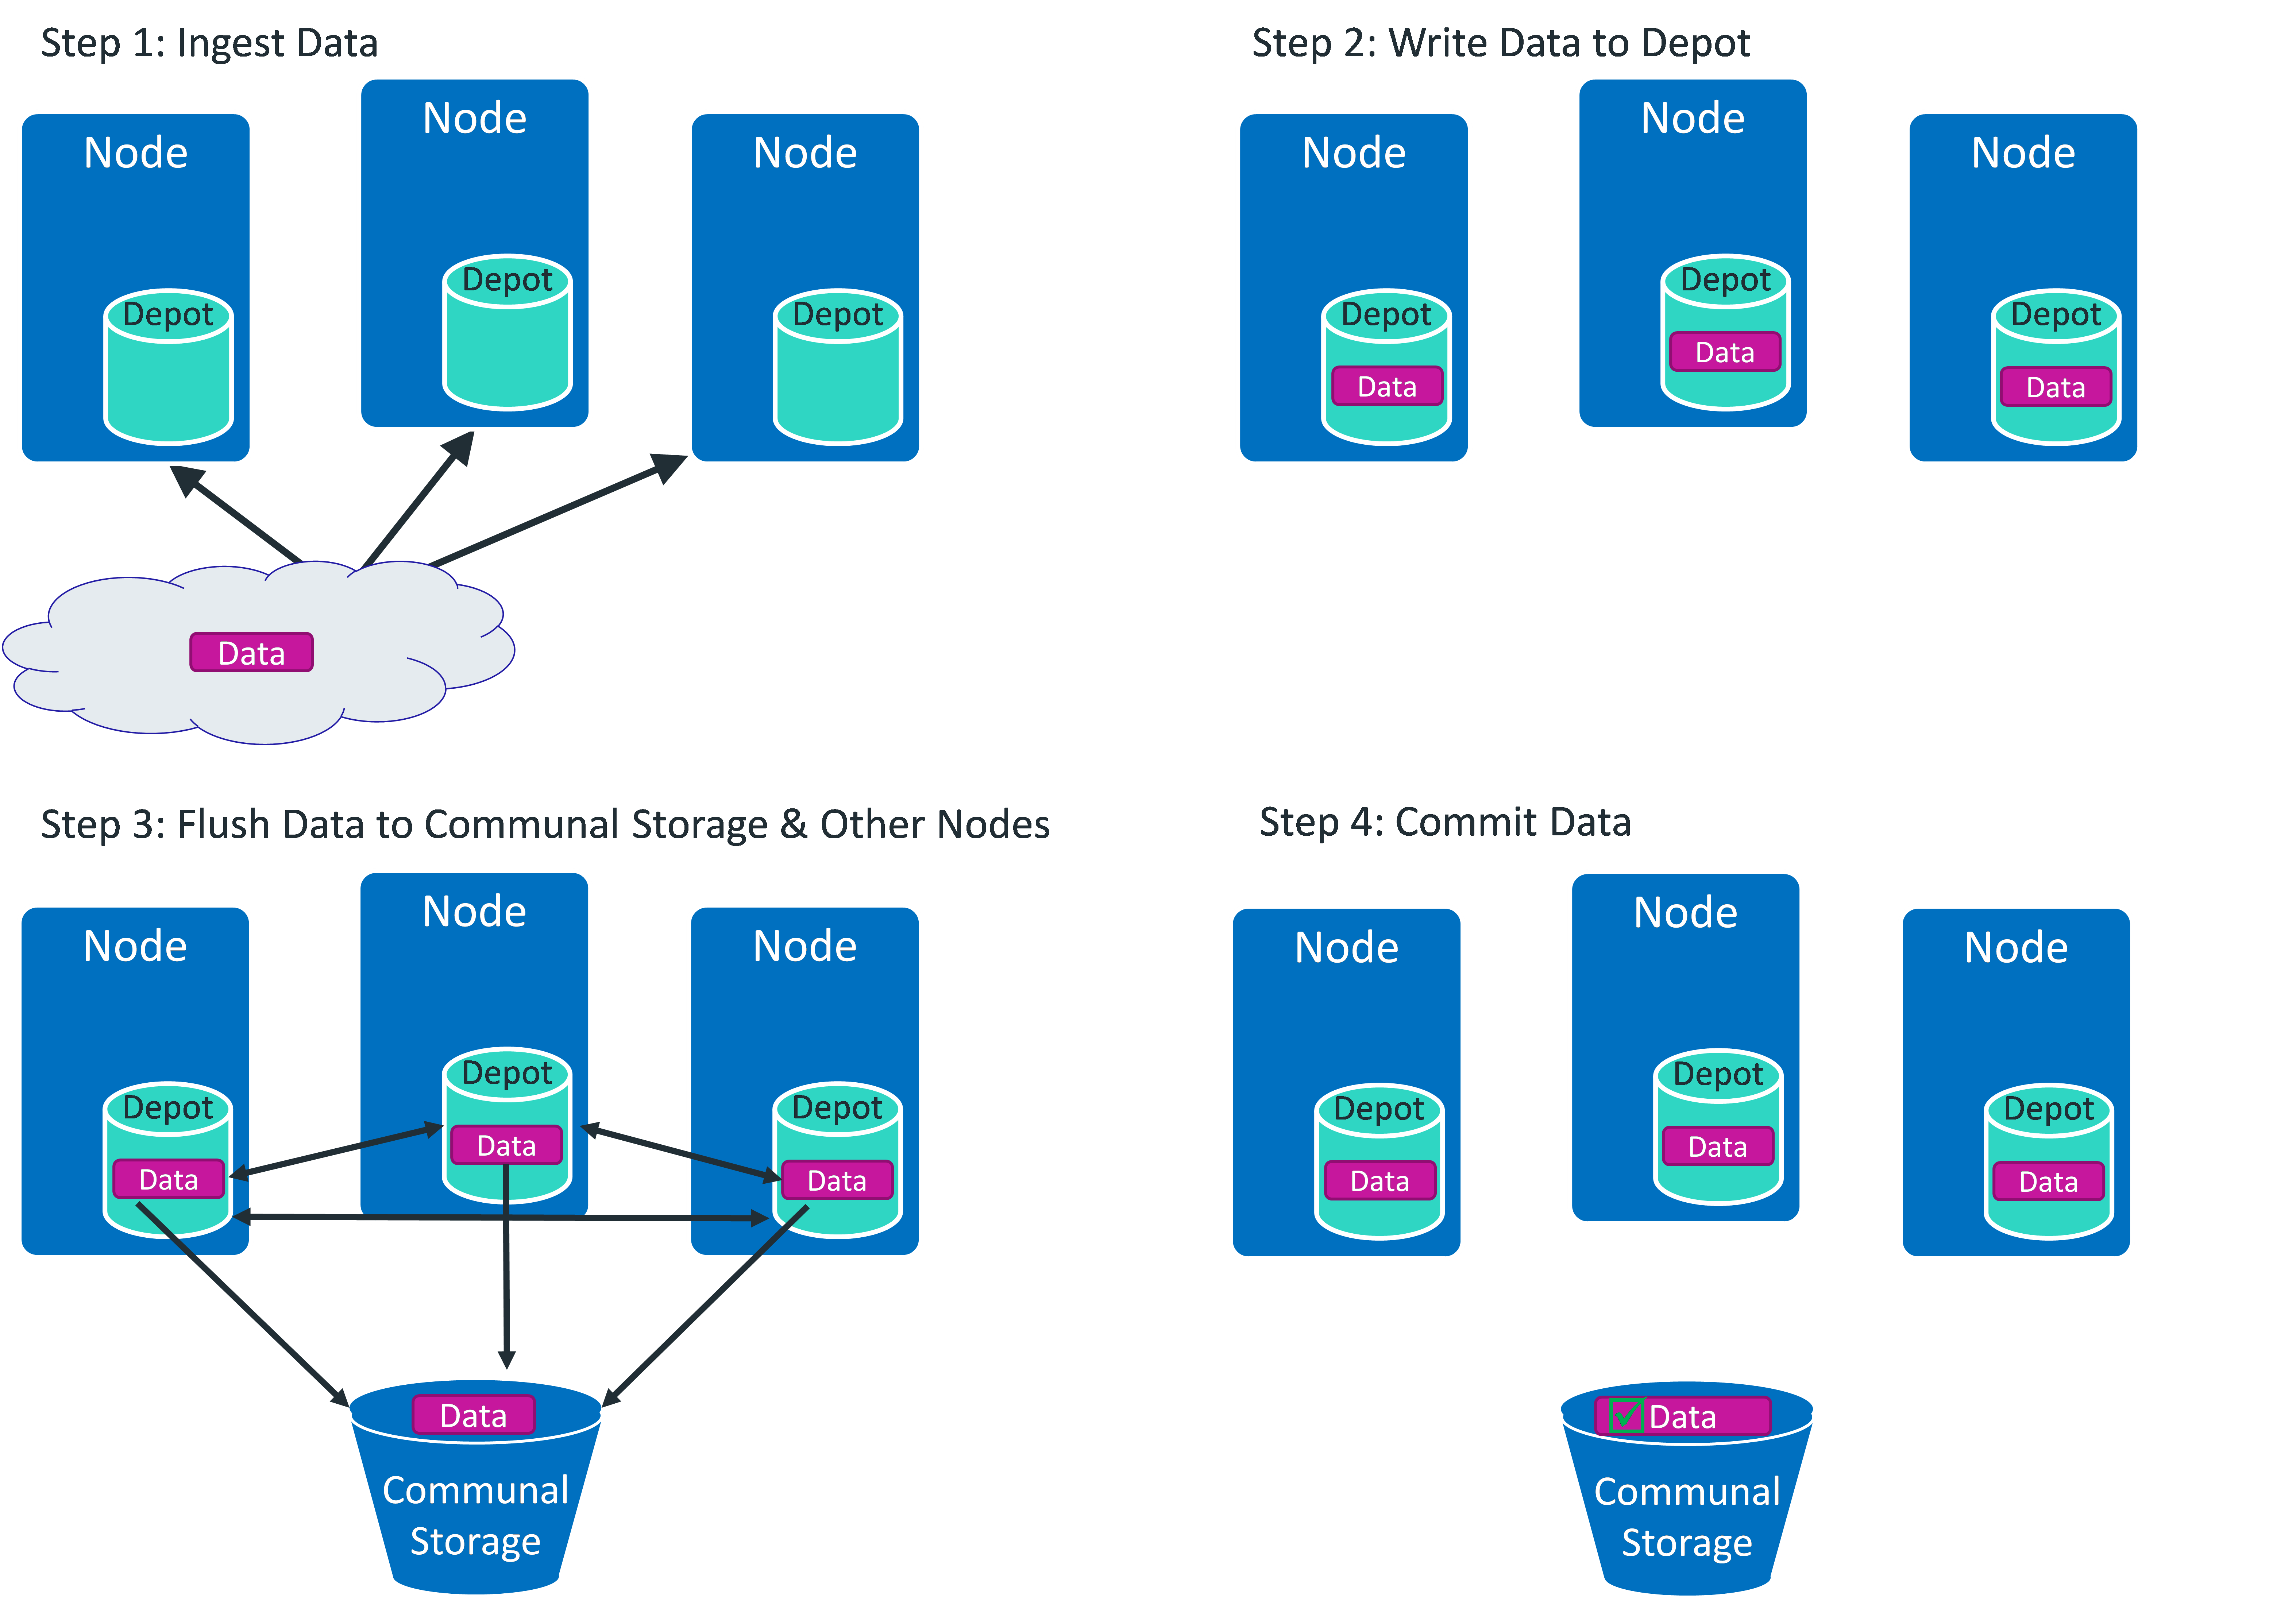 Step 1: Ingest Data
Node
Node
Node
Depot
Depot
Depot
Data
Step 2: Write Data to Depot
Node
Node
Node
Depot
Depot
Depot
Data
Data
Data
Step 3: Flush Data to Communal Storage & Other Nodes
Node
Node
Node
Depot
Depot
Depot
Data
Data
Data
Data
Communal
Storage
Step 4: Commit Data
Node
Node
Node
Depot
Depot
Depot
Data
Data
Data
Data
Communal
Storage